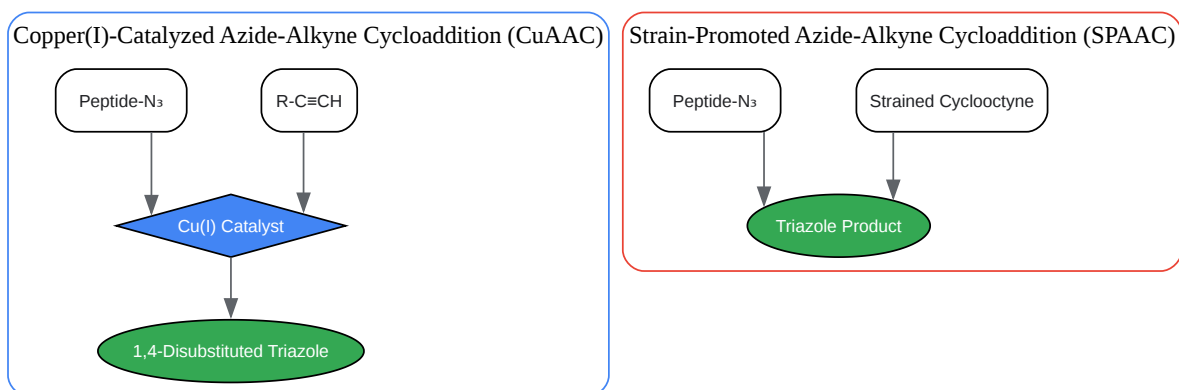 Copper(I)-Catalyzed Azide-Alkyne Cycloaddition (CuAAC)
Peptide-N₃
R-C≡CH
Cu(I) Catalyst
1,4-Disubstituted Triazole
Strain-Promoted Azide-Alkyne Cycloaddition (SPAAC)
Peptide-N₃
Strained Cyclooctyne
Triazole Product